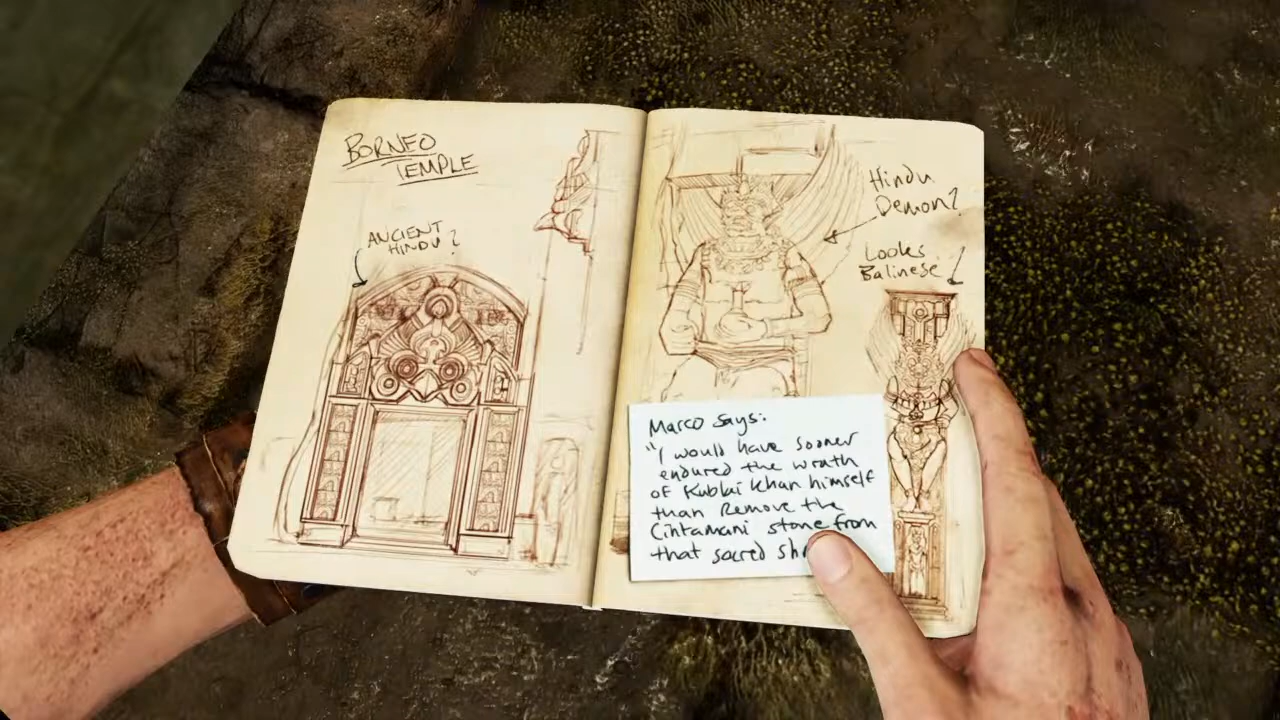 BORNEO
TEMPLE
ANCIENT
HINDU?
Hindu
Demon?
Looks
Balinese
Marco says:
"I would have sooner
endured the wrath
of Kublai Khan himself
than remove the
Cintamani stone from
that sacred